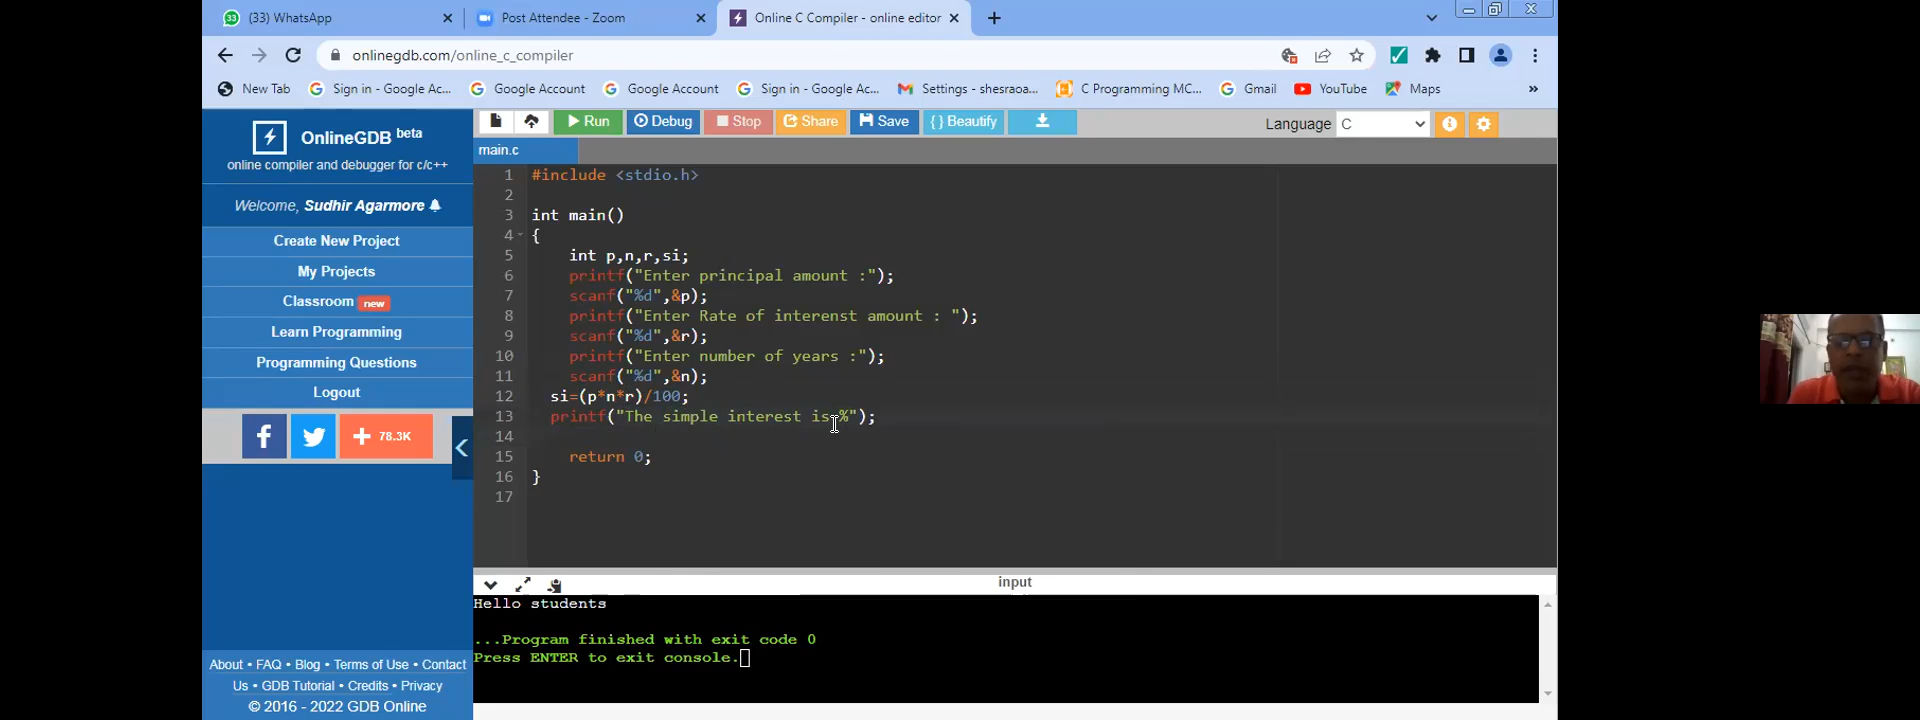 (33) WhatsApp
Post Attendee - Zoom
Online C Compiler - online editor
onlinegdb.com/online_c_compiler
New Tab
Sign in - Google Ac...
Google Account
Google Account
Sign in - Google Ac...
Settings - shesraoa...
C Programming MC...
Gmail
YouTube
Maps
»
OnlineGDB beta
online compiler and debugger for c/c++
Welcome, Sudhir Agarmore
Create New Project
My Projects
Classroom new
Learn Programming
Programming Questions
Logout
+ 78.3K
About • FAQ • Blog • Terms of Use • Contact
Us • GDB Tutorial • Credits • Privacy
© 2016 - 2022 GDB Online
Run
Debug
Stop
Share
Save
{ } Beautify
Language C
main.c
1 #include <stdio.h>
2
3 int main()
4 {
5 int p,n,r,si;
6 printf("Enter principal amount :");
7 scanf("%d",&p);
8 printf("Enter Rate of interenst amount : ");
9 scanf("%d",&r);
10 printf("Enter number of years :");
11 scanf("%d",&n);
12 si=(p*n*r)/100;
13 printf("The simple interest is %");
14
15 return 0;
16 }
17
input
Hello students
...Program finished with exit code 0
Press ENTER to exit console.